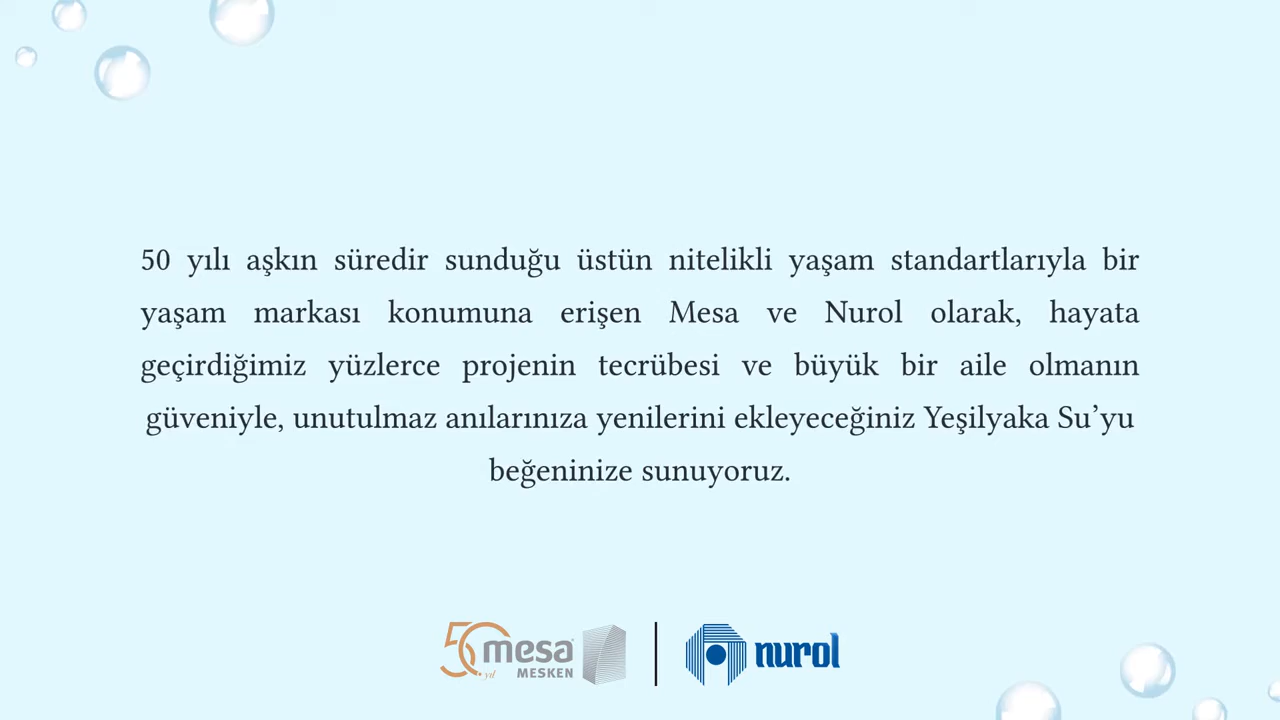 50 yılı aşkın süredir sunduğu üstün nitelikli yaşam standartlarıyla bir
yaşam markası konumuna erişen Mesa ve Nurol olarak, hayata
geçirdiğimiz yüzlerce projenin tecrübesi ve büyük bir aile olmanın
güveniyle, unutulmaz anılarınıza yenilerini ekleyeceğiniz Yeşilyaka Su’yu
beğeninize sunuyoruz.
50. yıl mesa
MESKEN
nurol